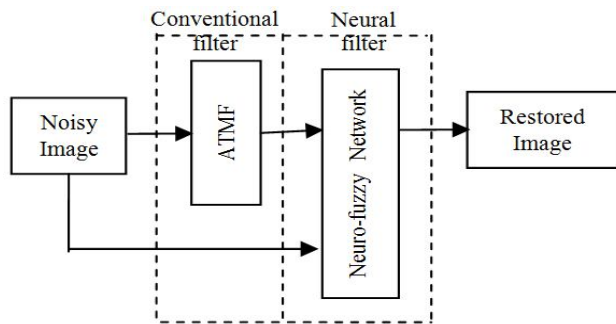 Conventional
filter
Neural
filter
Noisy
Image
ATMF
Neuro-fuzzy Network
Restored
Image